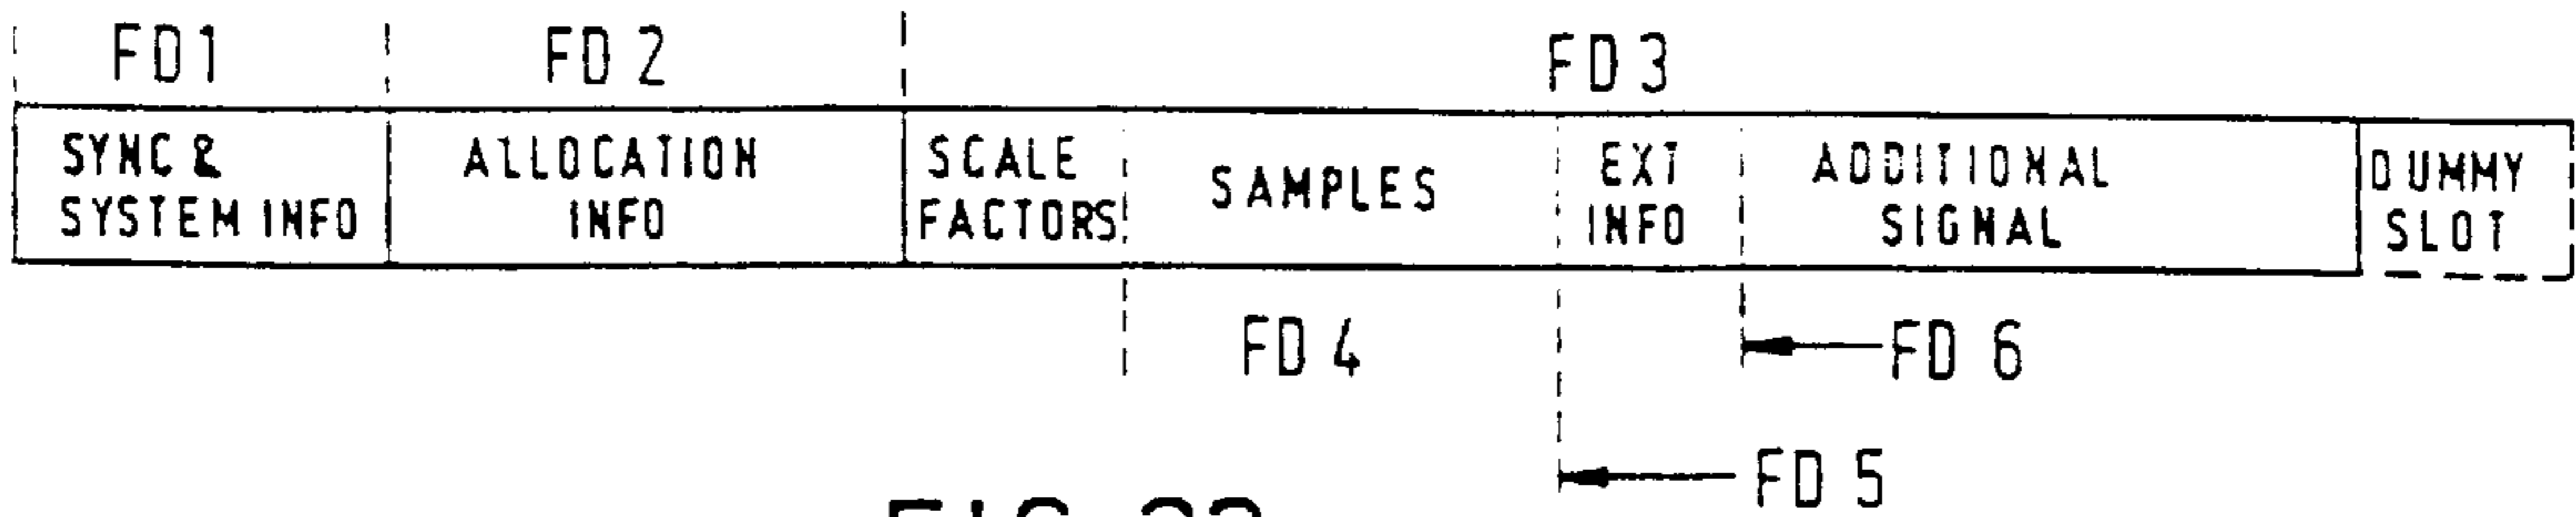 FD1 FD 2 FD 3
SYNC & SYSTEM INFO
ALLOCATION INFO
SCALE FACTORS
SAMPLES
EXT INFO
ADDITIONAL SIGNAL
DUMMY SLOT
FD 4
FD 6
FD 5